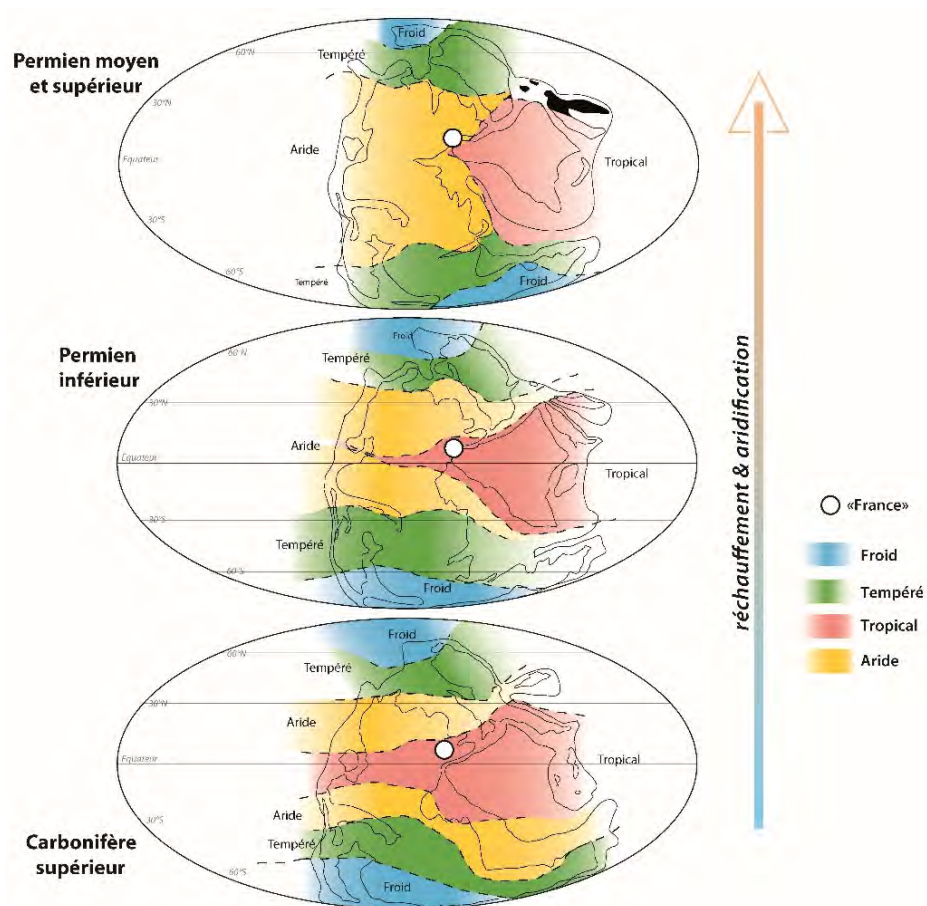 Permien moyen
et supérieur
Froid
60°N
Tempéré
30°N
Aride
Equateur
Tropical
30°S
60°S
Tempéré
Froid
Permien
inférieur
Froid
60°N
Tempéré
30°N
Aride
Equateur
Tropical
30°S
Tempéré
60°S
Froid
Carbonifère
supérieur
Froid
60°N
Tempéré
30°N
Aride
Equateur
Tropical
Aride
30°S
Tempéré
60°S
Froid
réchauffement & aridification
«France»
Froid
Tempéré
Tropical
Aride